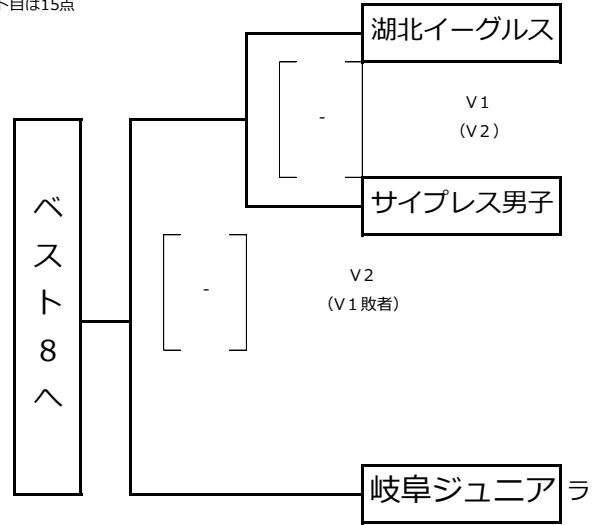 ト目は15点
湖北イーグルス
-
V1
（V2）
サイプレス男子
ベスト8へ
-
V2
（V1敗者）
岐阜ジュニア
ラ